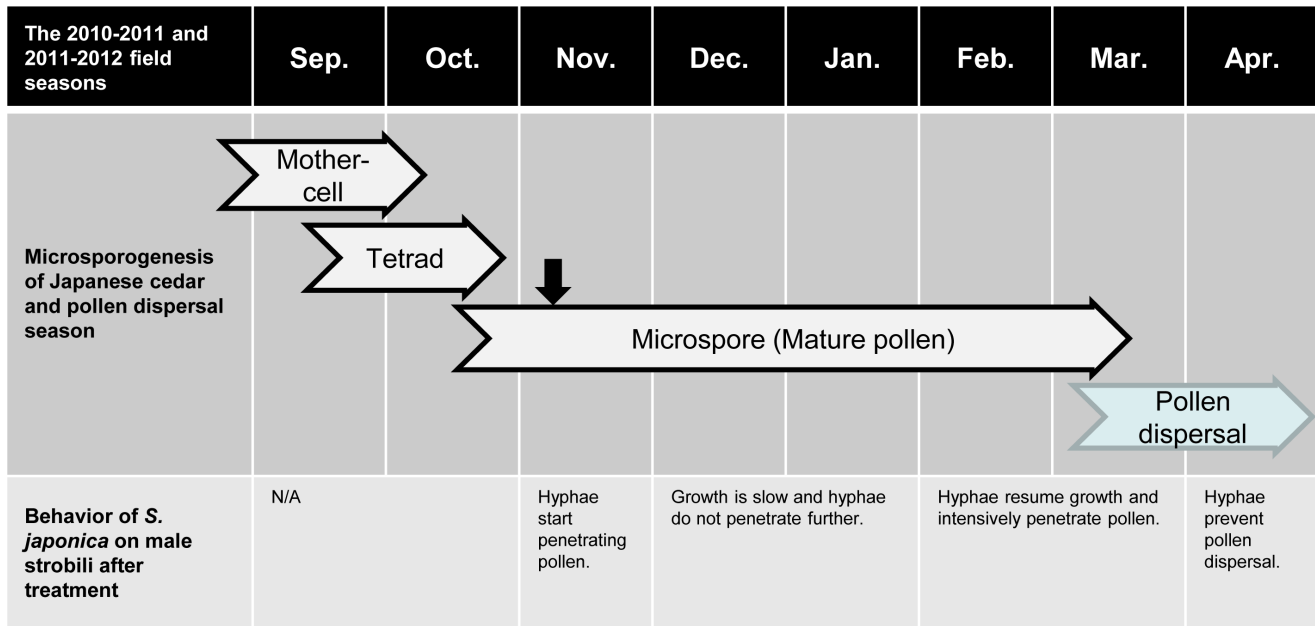 The 2010-2011 and
2011-2012 field
seasons
Sep.
Oct.
Nov.
Dec.
Jan.
Feb.
Mar.
Apr.
Microsporogenesis
of Japanese cedar
and pollen dispersal
season
Mother-
cell
Tetrad
Microspore (Mature pollen)
Pollen
dispersal
Behavior of S.
japonica on male
strobili after
treatment
N/A
Hyphae
start
penetrating
pollen.
Growth is slow and hyphae
do not penetrate further.
Hyphae resume growth and
intensively penetrate pollen.
Hyphae
prevent
pollen
dispersal.